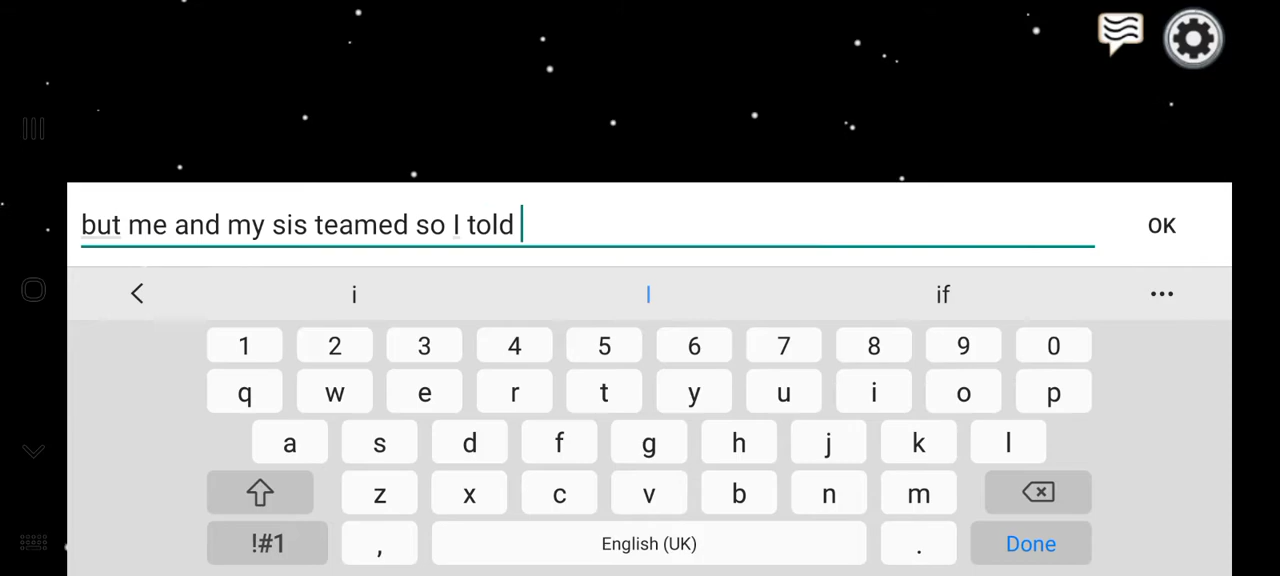 but me and my sis teamed so I told
OK
i I if
1 2 3 4 5 6 7 8 9 0
q w e r t y u i o p
a s d f g h j k l
z x c v b n m
!#1 , English (UK) . Done